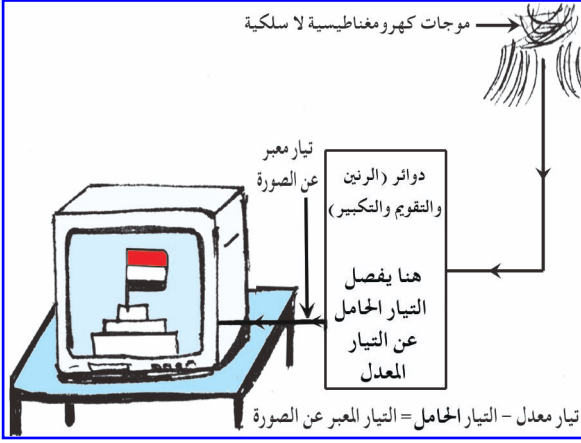 موجات كهرومغناطيسية لا سلكية
تيار معبر
عن الصورة
دوائر (الرنين
والتقويم والتكبير)
هنا يفصل
التيار الحامل
عن التيار
المعدل
تيار معدل – التيار الحامل = التيار المعبر عن الصورة